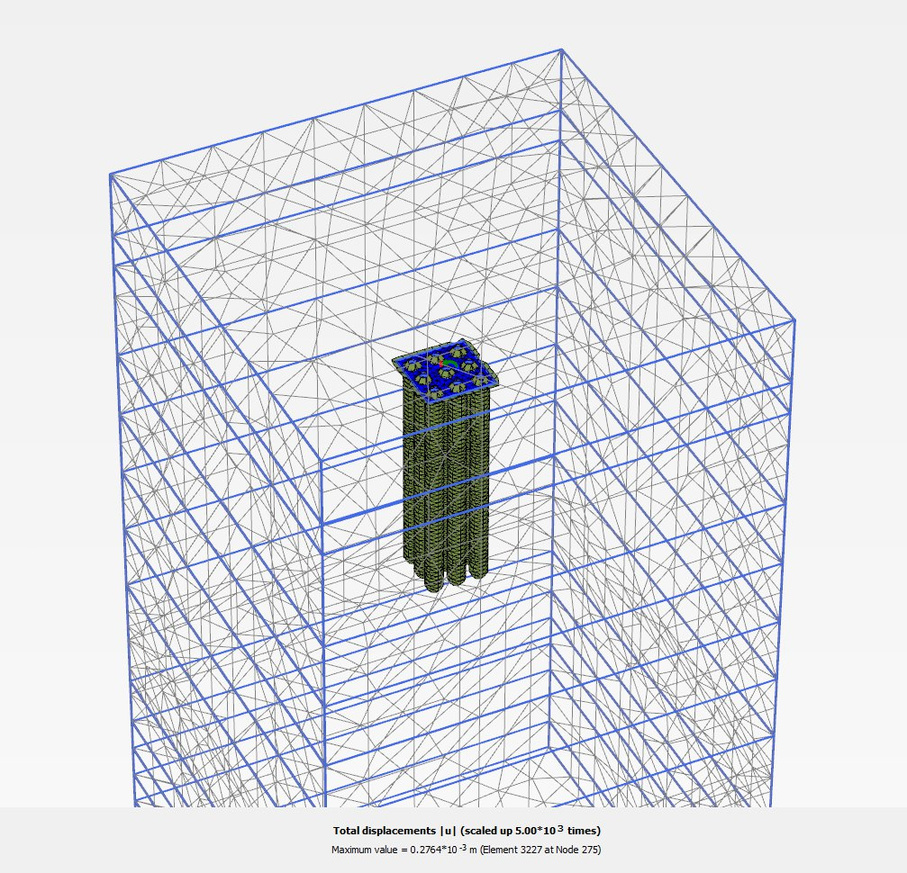 Total displacements |u| (scaled up 5.00*10³ times)
Maximum value = 0.2764*10⁻³ m (Element 3227 at Node 275)